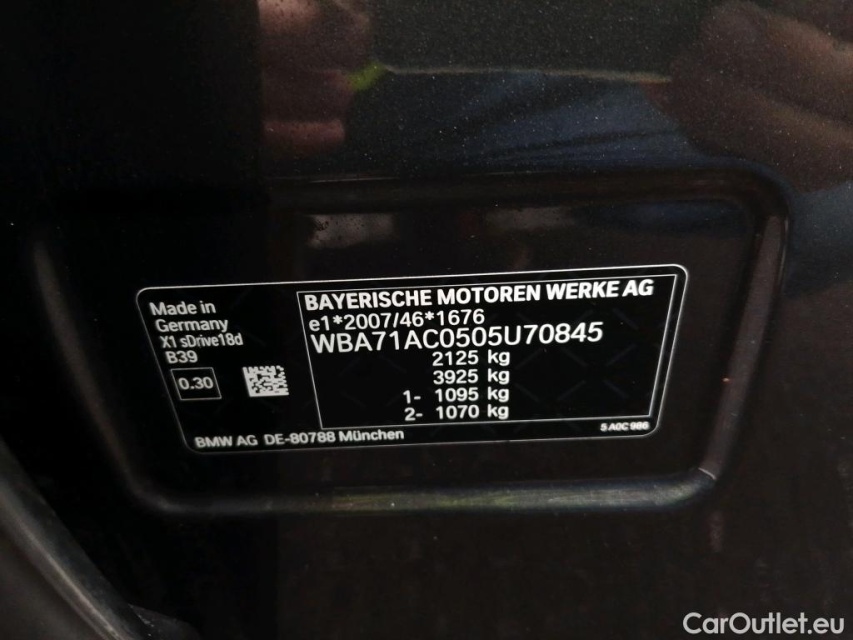 Made in
Germany
X1 sDrive18d
B39
0.30
BAYERISCHE MOTOREN WERKE AG
e1*2007/46*1676
WBA71AC0505U70845
2125 kg
3925 kg
1- 1095 kg
2- 1070 kg
BMW AG DE-80788 München
5 A0C 986
CarOutlet.eu